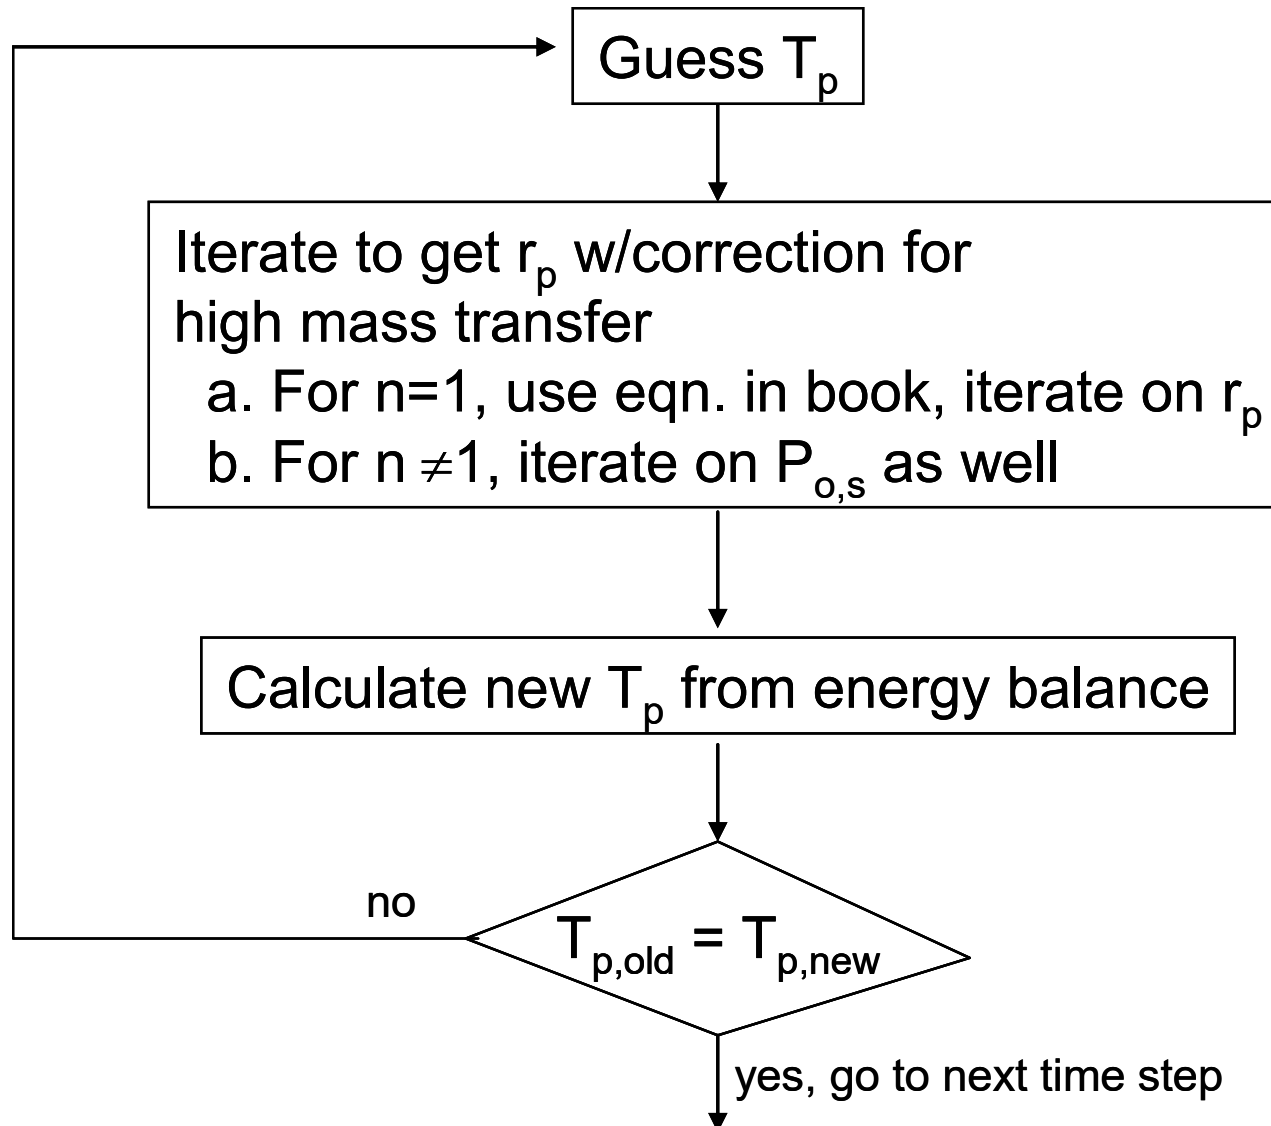 Guess Tp
Iterate to get rp w/correction for
high mass transfer
a. For n=1, use eqn. in book, iterate on rp
b. For n ≠1, iterate on Po,s as well
Calculate new Tp from energy balance
no
Tp,old = Tp,new
yes, go to next time step